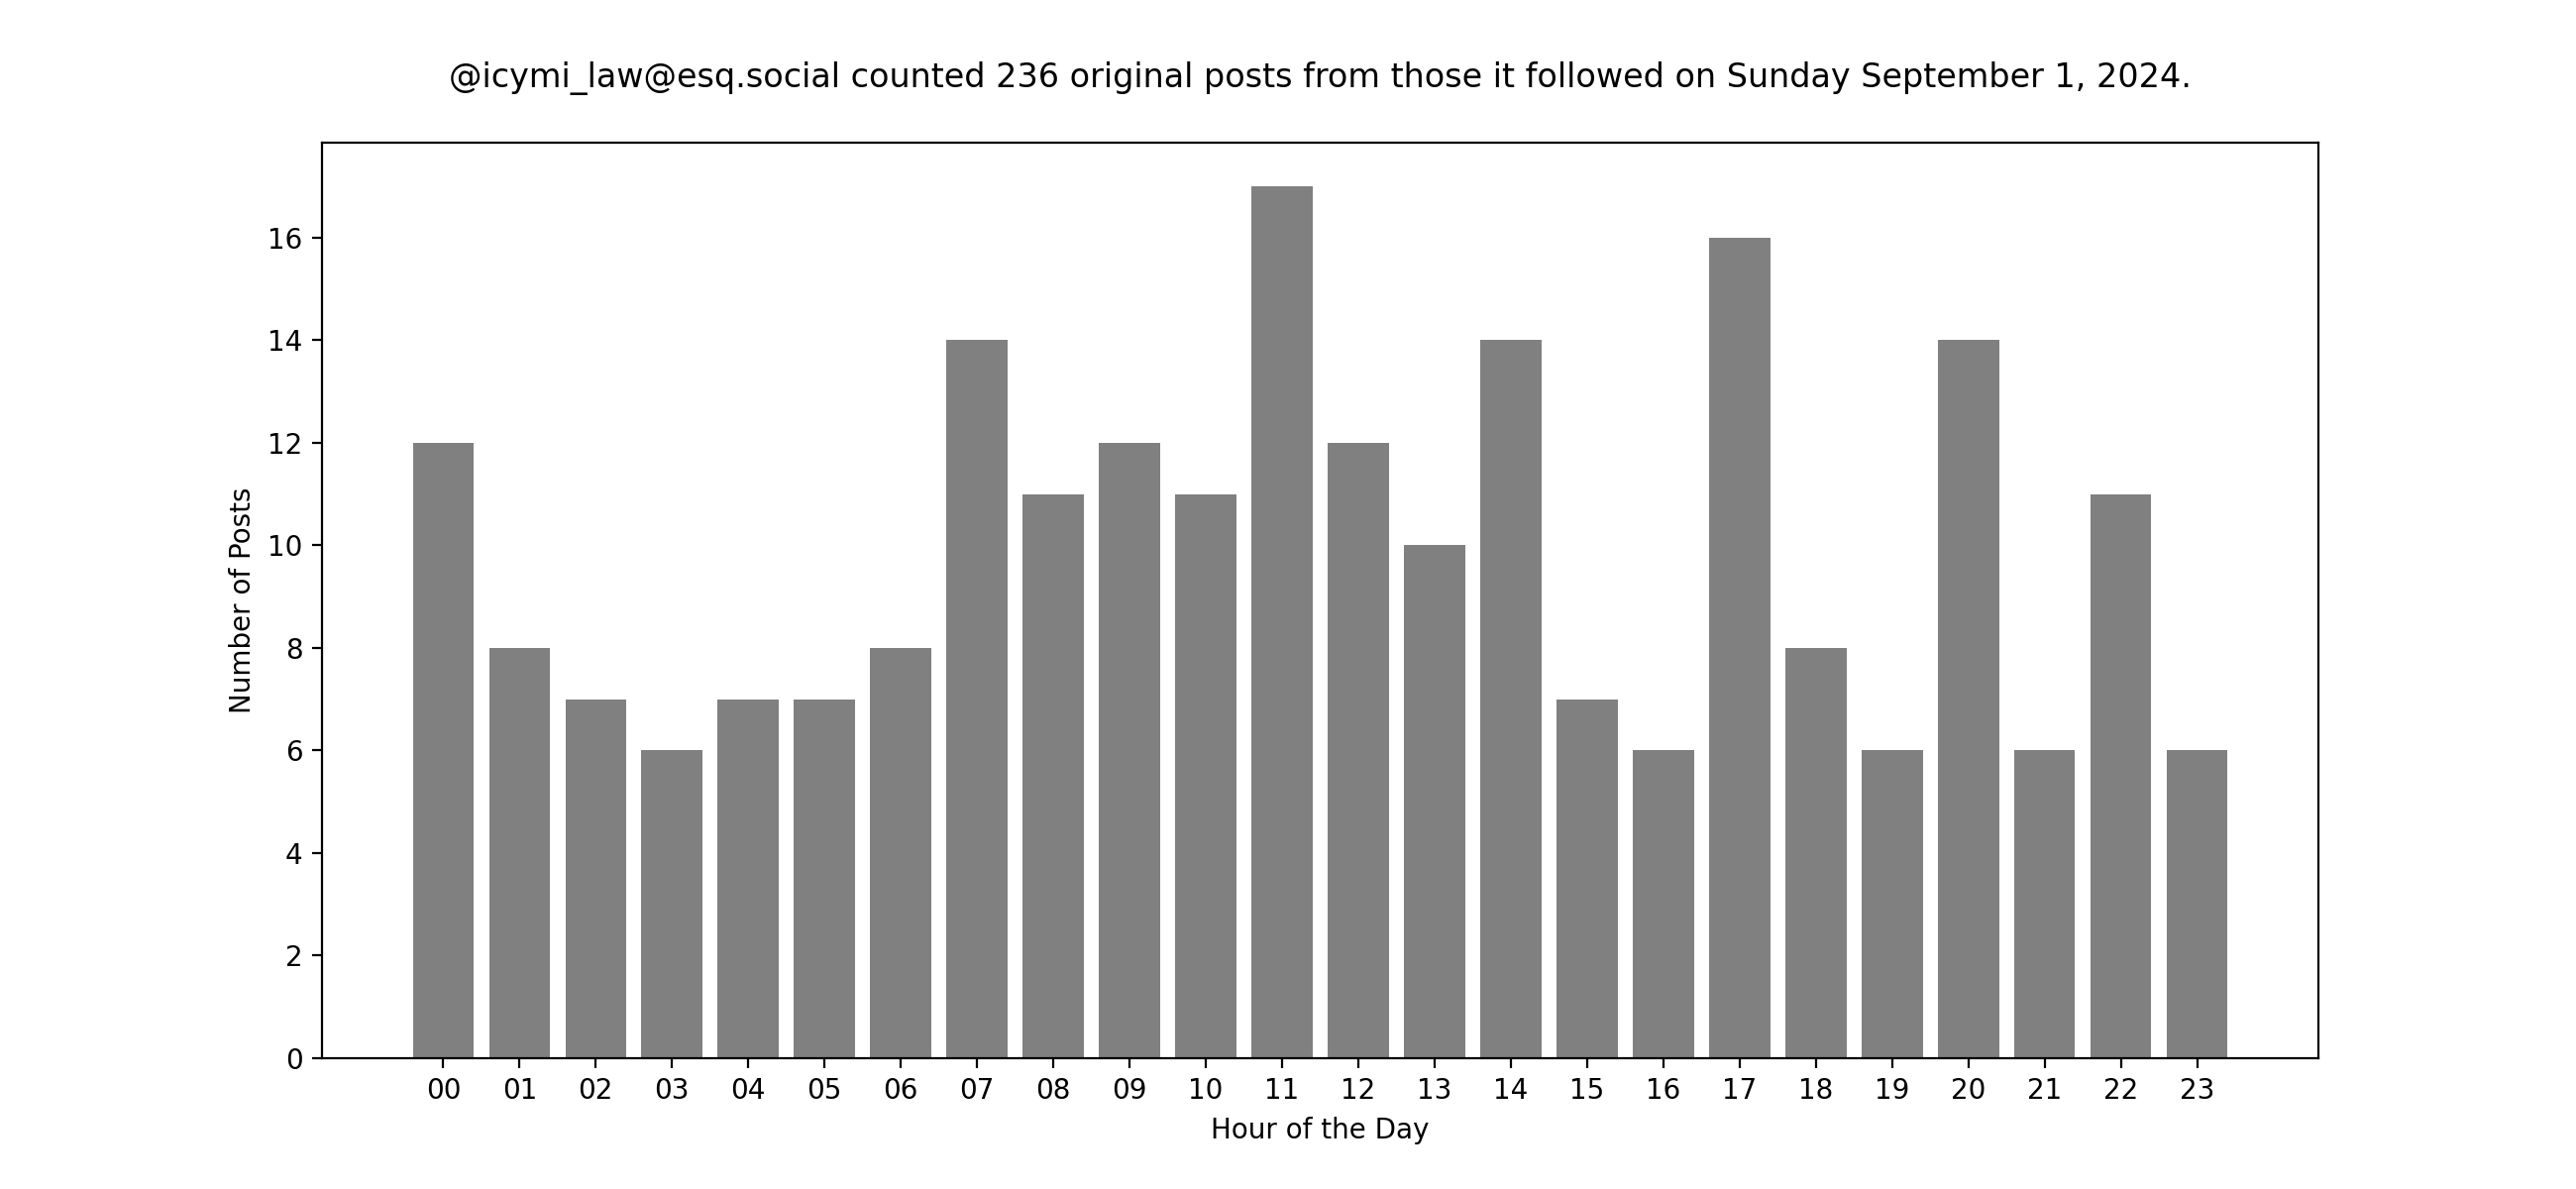 @icymi_law@esq.social counted 236 original posts from those it followed on Sunday September 1, 2024.
16
14
12
10
8
6
4
2
0
Number of Posts
00 01 02 03 04 05 06 07 08 09 10 11 12 13 14 15 16 17 18 19 20 21 22 23
Hour of the Day